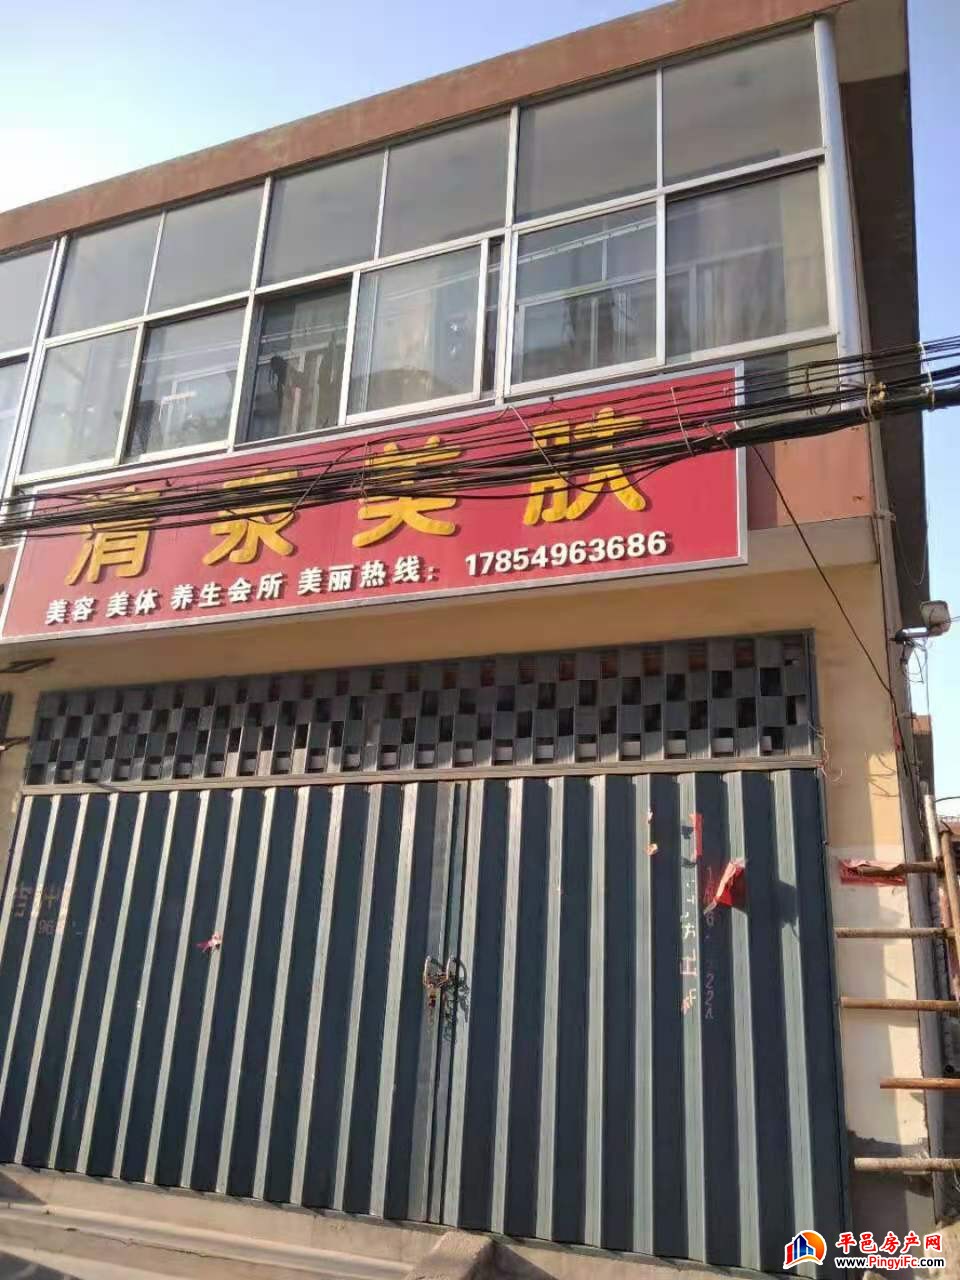 清泉美肤
美容 美体 养生会所 美丽热线：17854963686
平邑房产网
www.PingyiFc.com